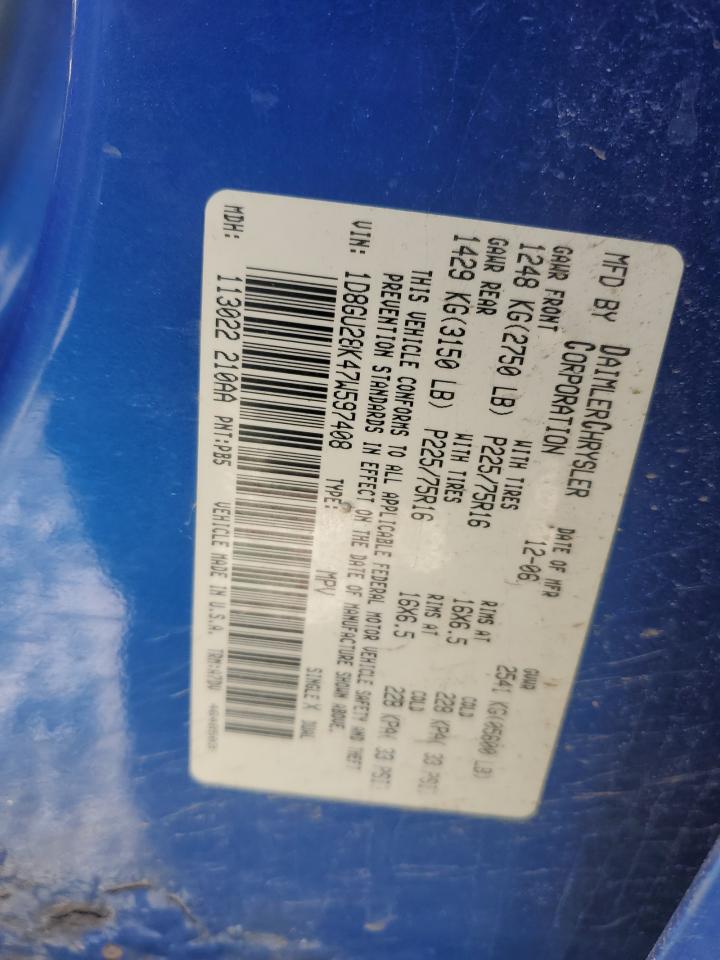 MFD BY DAIMLERCHRYSLER CORPORATION
DATE OF MFR
12-06
GVWR
2541 KG(05600 LB)
GAWR FRONT
1248 KG(2750 LB)
WITH TIRES
P225/75R16
RIMS AT
16X6.5
COLD
228 KPA( 33 PSI)
GAWR REAR
1429 KG(3150 LB)
WITH TIRES
P225/75R16
RIMS AT
16X6.5
COLD
228 KPA( 33 PSI)
THIS VEHICLE CONFORMS TO ALL APPLICABLE FEDERAL MOTOR VEHICLE SAFETY AND THEFT
PREVENTION STANDARDS IN EFFECT ON THE DATE OF MANUFACTURE SHOWN ABOVE.
VIN: 1D8GU28K47W597408
TYPE: MPV
SINGLE X DUAL
MDH: 113022 210AA PNT:PB5 VEHICLE MADE IN U.S.A.